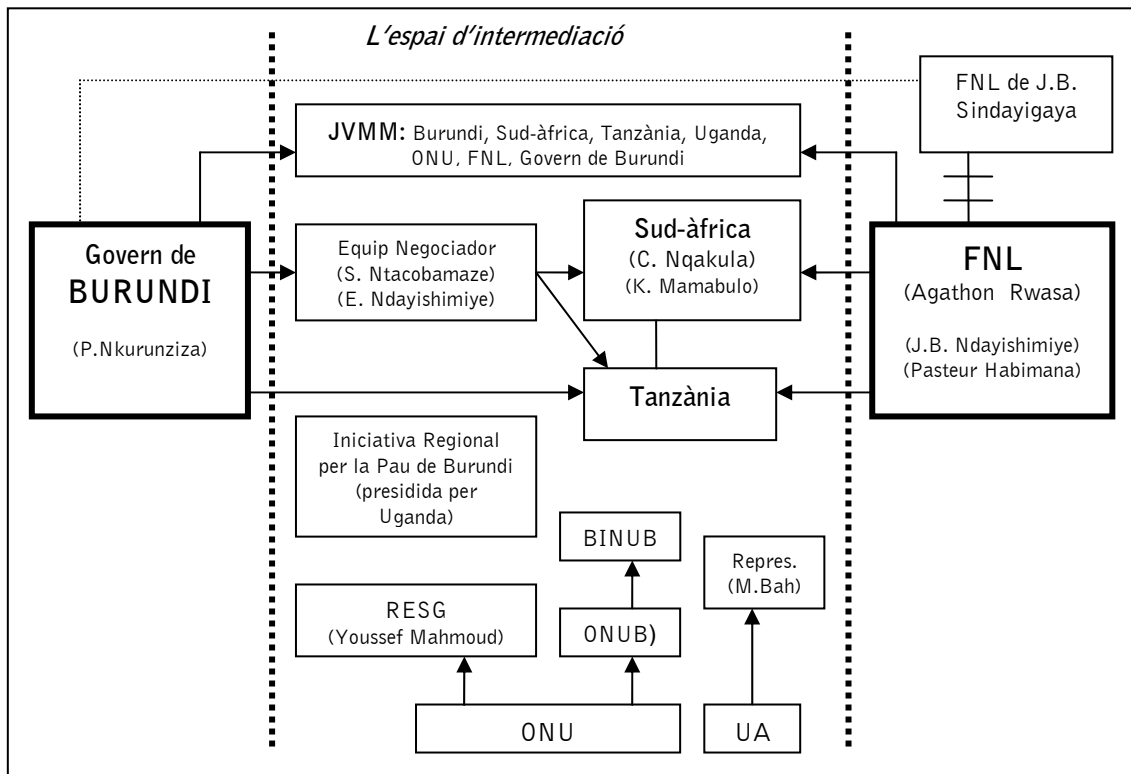 L'espai d'intermediació
FNL de J.B.
Sindayigaya
JVMM: Burundi, Sud-àfrica, Tanzània, Uganda,
ONU, FNL, Govern de Burundi
Govern de
BURUNDI
(P.Nkurunziza)
Equip Negociador
(S. Ntacobamaze)
(E. Ndayishimiye)
Sud-àfrica
(C. Nqakula)
(K. Mamabulo)
FNL
(Agathon Rwasa)
(J.B. Ndayishimiye)
(Pasteur Habimana)
Tanzània
Iniciativa Regional
per la Pau de Burundi
(presidida per
Uganda)
BINUB
Repres.
(M.Bah)
RESG
(Youssef Mahmoud)
ONUB)
ONU
UA